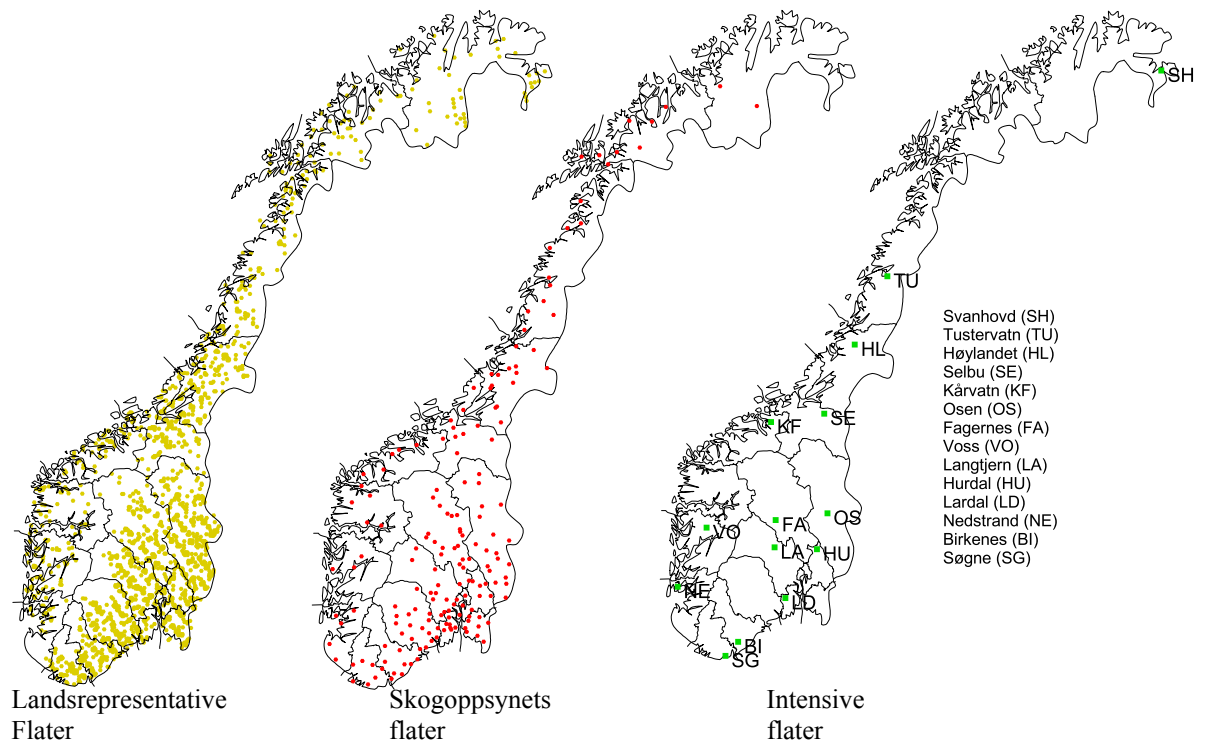 SH
TU
HL
SE
KF
OS
FA
VO
LA
HU
NE
LD
BI
SG
Svanhovd (SH)
Tustervatn (TU)
Høylandet (HL)
Selbu (SE)
Kårvatn (KF)
Osen (OS)
Fagernes (FA)
Voss (VO)
Langtjern (LA)
Hurdal (HU)
Lardal (LD)
Nedstrand (NE)
Birkenes (BI)
Søgne (SG)
Landsrepresentative
Flater
Skogoppsynets
flater
Intensive
flater